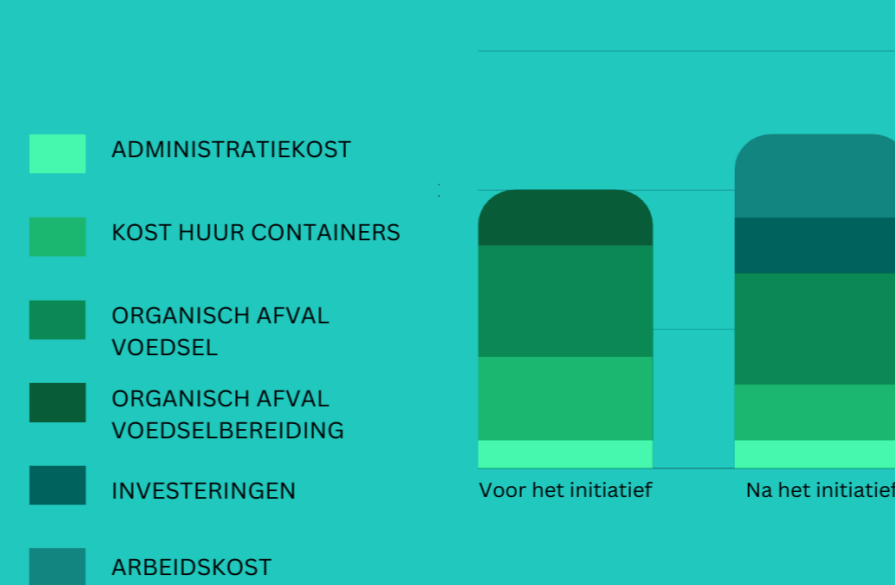 ADMINISTRATIEKOST
KOST HUUR CONTAINERS
ORGANISCH AFVAL
VOEDSEL
ORGANISCH AFVAL
VOEDSELBEREIDING
INVESTERINGEN
ARBEIDSKOST
Voor het initiatief
Na het initiatief